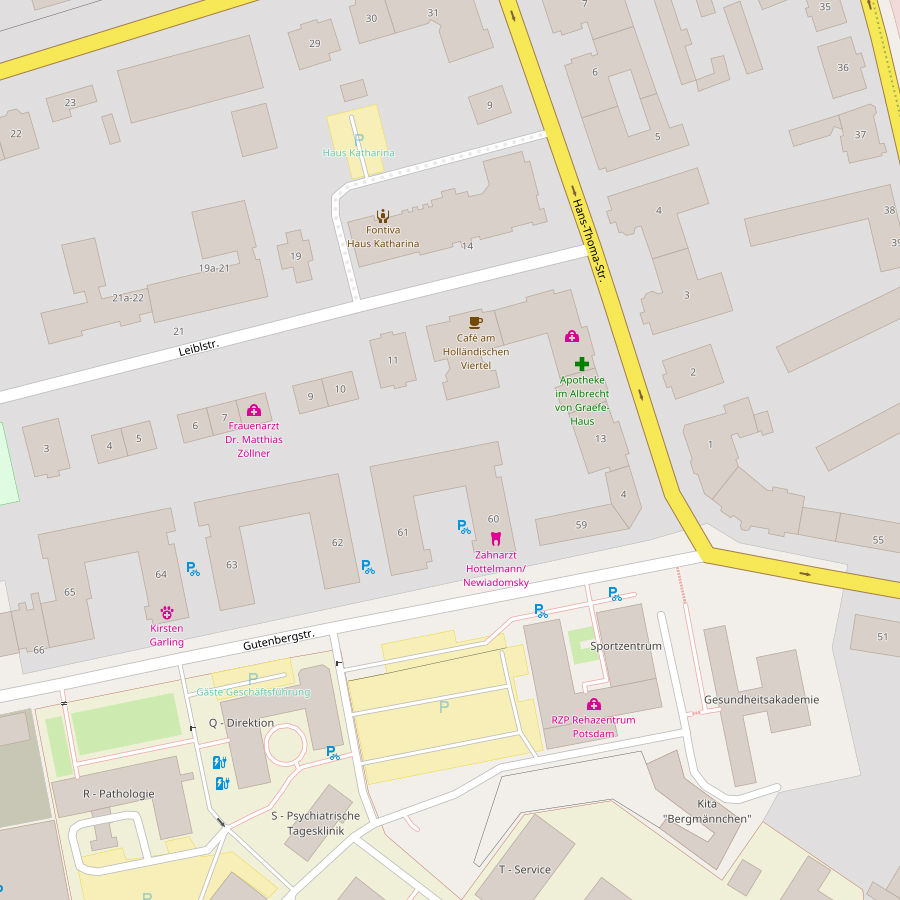 30
31
7
35
29
6
36
23
9
22
5
37
P
Haus Katharina
4
38
39
Hans-Thoma-Str.
Fontiva
Haus Katharina
14
19
19a-21
21a-22
3
21
Leiblstr.
Café am
Holländischen
Viertel
11
2
Apotheke
im Albrecht
von Graefe-
Haus
9
10
6
7
Frauenarzt
Dr. Matthias
Zöllner
3
4
5
13
1
4
60
59
P
61
62
55
Zahnarzt
Hottelmann/
Newiadomsky
P
P
63
64
65
P
P
Kirsten
Garling
66
Gutenbergstr.
51
Sportzentrum
P
Gäste Geschäftsführung
P
Gesundheitsakademie
RZP Rehazentrum
Potsdam
Q - Direktion
P
R - Pathologie
S - Psychiatrische
Tagesklinik
Kita
"Bergmännchen"
T - Service
P